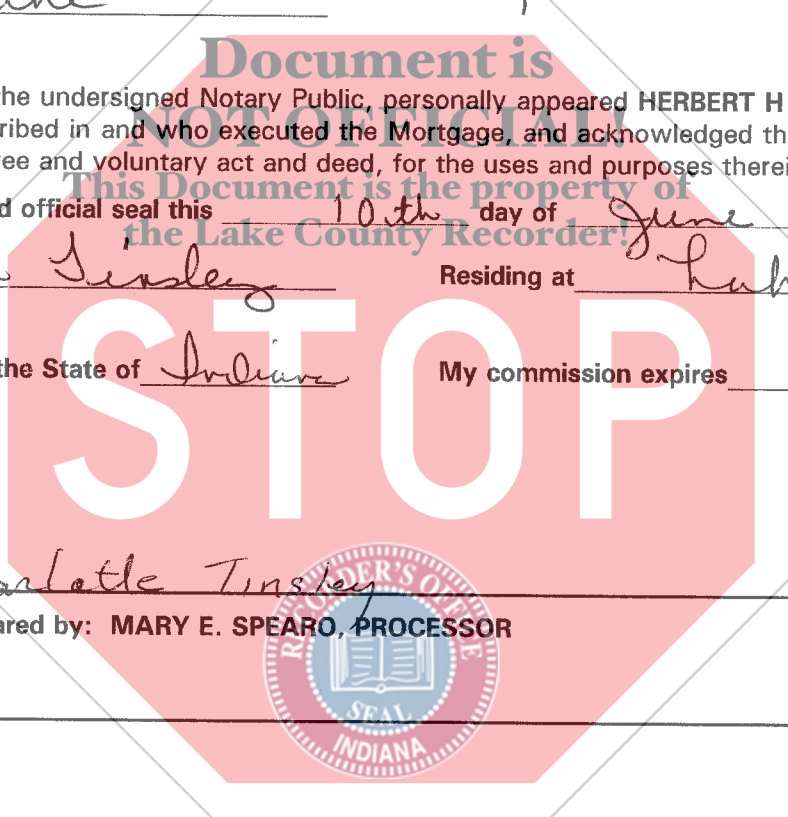 Document is
the undersigned Notary Public, personally appeared HERBERT H
NOT OFFICIAL!
ribed in and who executed the Mortgage, and acknowledged th
ee and voluntary act and deed, for the uses and purposes therei
This Document is the property of
d official seal this 10th day of June
the Lake County Recorder!
Tinsley Residing at Lak
STOP
the State of Indiana My commission expires
arlotte Tinsley
ared by: MARY E. SPEARO, PROCESSOR
RECORDER'S OFFICE
SEAL
INDIANA